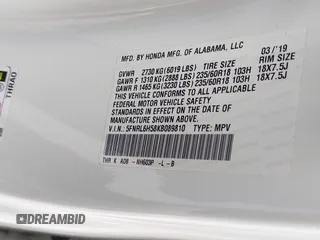 MFD. BY HONDA MFG. OF ALABAMA, LLC 03/'19
GVWR 2730 KG(6019 LBS) TIRE SIZE RIM SIZE
GAWR F 1310 KG(2888 LBS)235/60R18 103H 18X7.5J
GAWR R 1465 KG(3230 LBS)235/60R18 103H 18X7.5J
THIS VEHICLE CONFORMS TO ALL APPLICABLE
FEDERAL MOTOR VEHICLE SAFETY
STANDARDS IN EFFECT ON THE DATE OF
MANUFACTURE SHOWN ABOVE.
V.I.N.: 5FNRL6H58KB089810 TYPE: MPV
THR K A08 -NH603P -L -B
DREAMBID